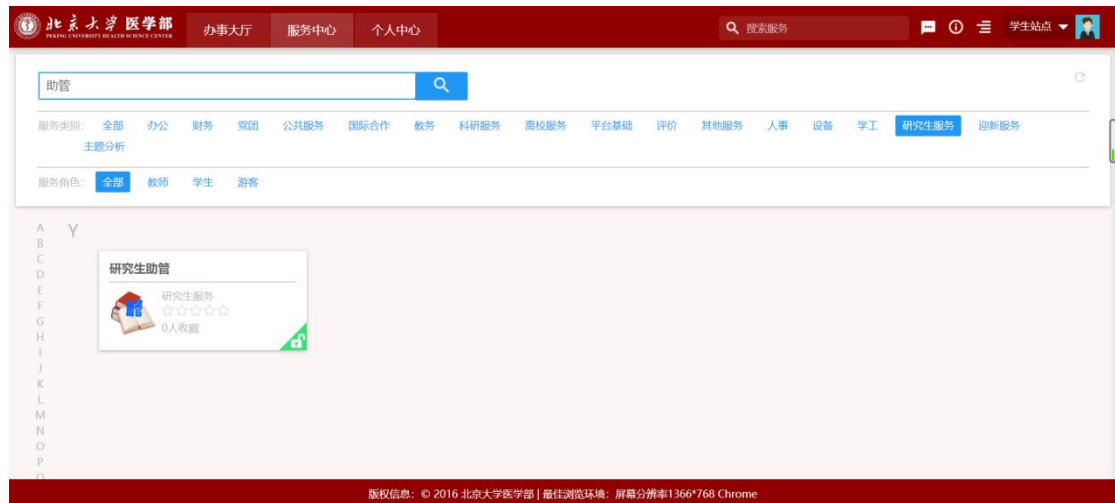 北京大学医学部 办事大厅 服务中心 个人中心 搜索服务 学生站点
PEKING UNIVERSITY HEALTH SCIENCE CENTER
助管
服务类别: 全部 办公 财务 党团 公共服务 国际合作 教务 科研服务 离校服务 平台基础 评价 其他服务 人事 设备 学工 研究生服务 迎新服务
主题分析
服务角色: 全部 教师 学生 游客
A
B
C
D
E
F
G
H
I
J
K
L
M
N
O
P
Y
研究生助管
研究生服务
0人收藏
版权信息: © 2016 北京大学医学部 | 最佳浏览环境: 屏幕分辨率1366*768 Chrome